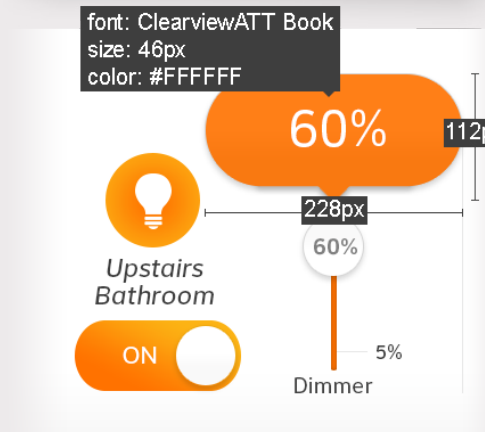 font: ClearviewATT Book
size: 46px
color: #FFFFFF
60%
112p
228px
60%
Upstairs
Bathroom
ON
5%
Dimmer